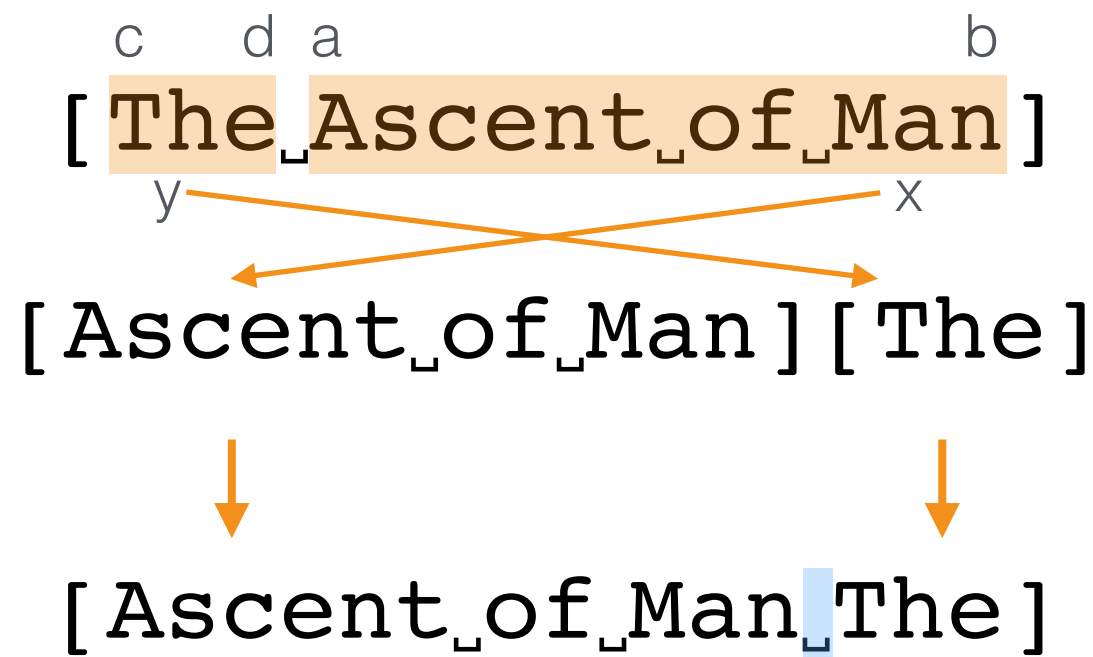 c d a b
[The␣Ascent␣of␣Man]
y x
[Ascent␣of␣Man][The]
[Ascent␣of␣Man␣The]